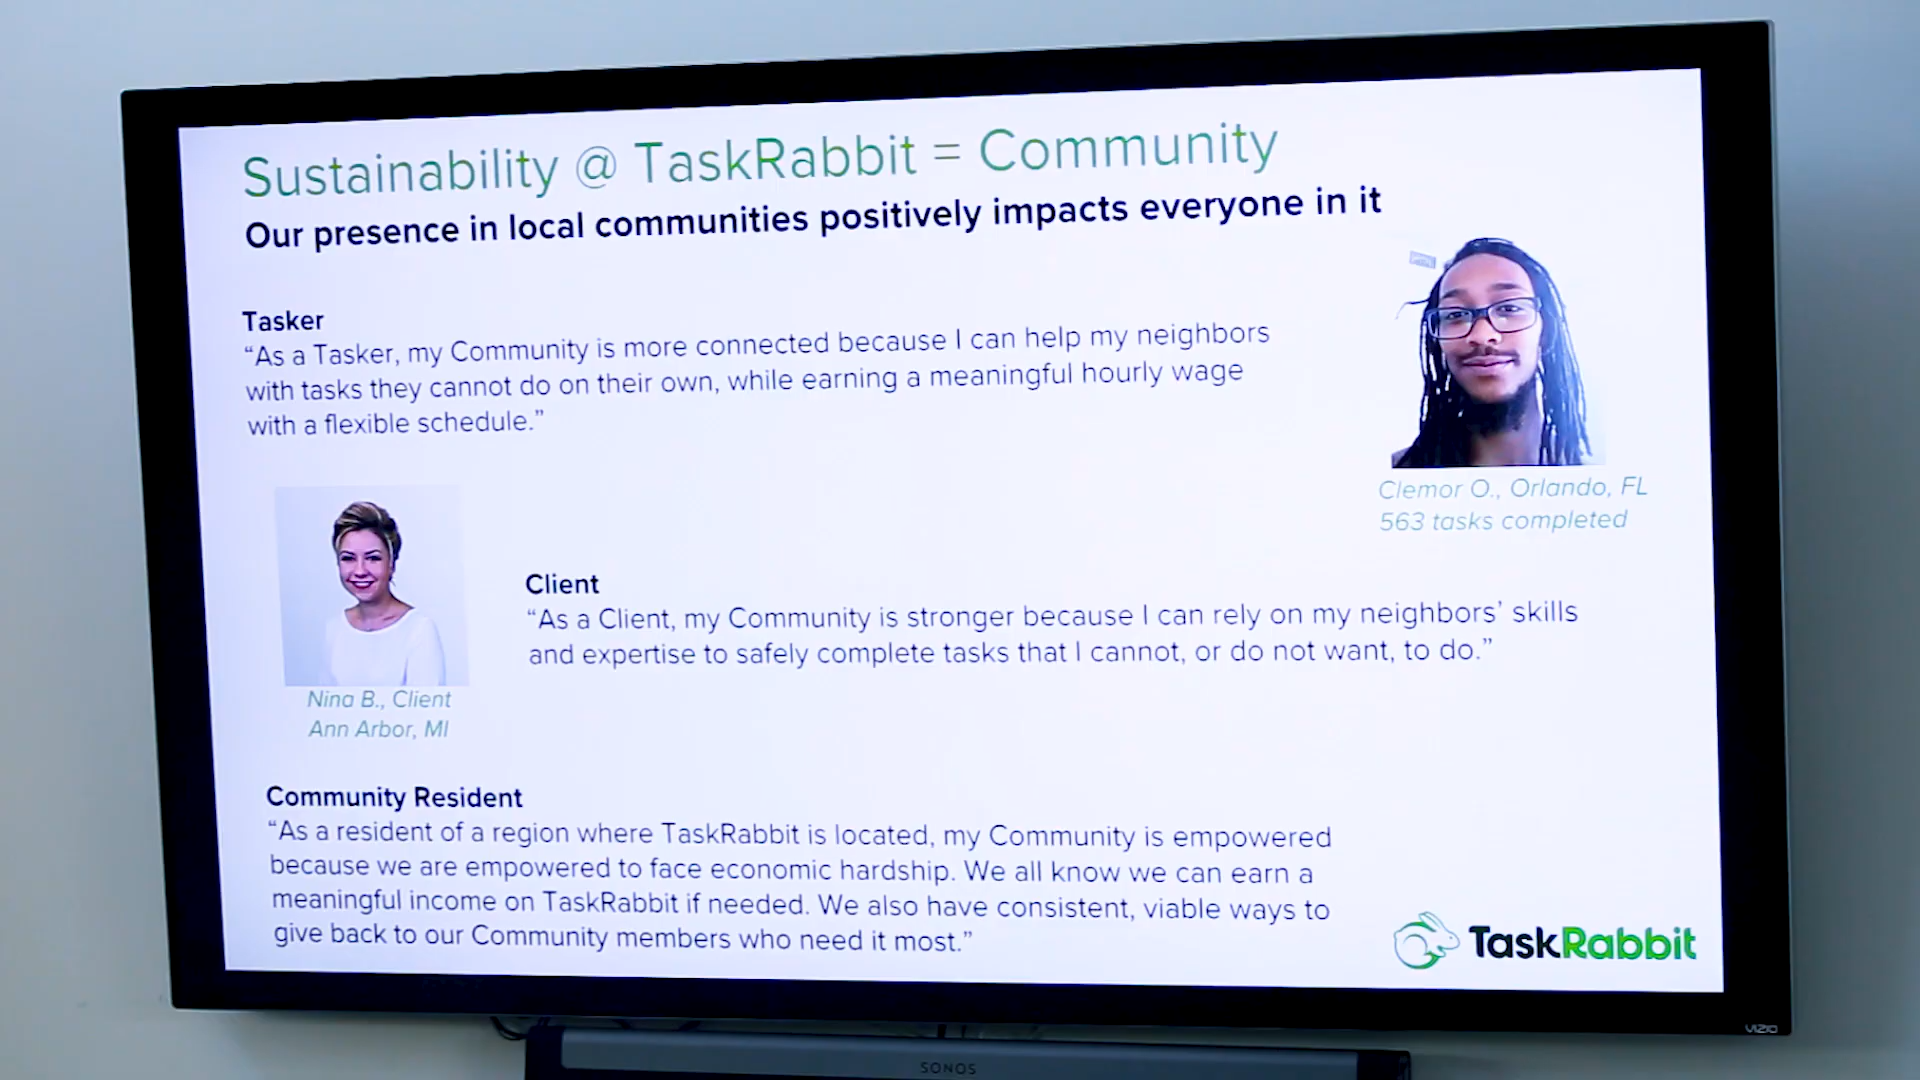 Sustainability @ TaskRabbit = Community
Our presence in local communities positively impacts everyone in it
Tasker
“As a Tasker, my Community is more connected because I can help my neighbors
with tasks they cannot do on their own, while earning a meaningful hourly wage
with a flexible schedule.”
Clemor O., Orlando, FL
563 tasks completed
Nina B., Client
Ann Arbor, MI
Client
“As a Client, my Community is stronger because I can rely on my neighbors’ skills
and expertise to safely complete tasks that I cannot, or do not want, to do.”
Community Resident
“As a resident of a region where TaskRabbit is located, my Community is empowered
because we are empowered to face economic hardship. We all know we can earn a
meaningful income on TaskRabbit if needed. We also have consistent, viable ways to
give back to our Community members who need it most.”
TaskRabbit
VIZIO
SONOS